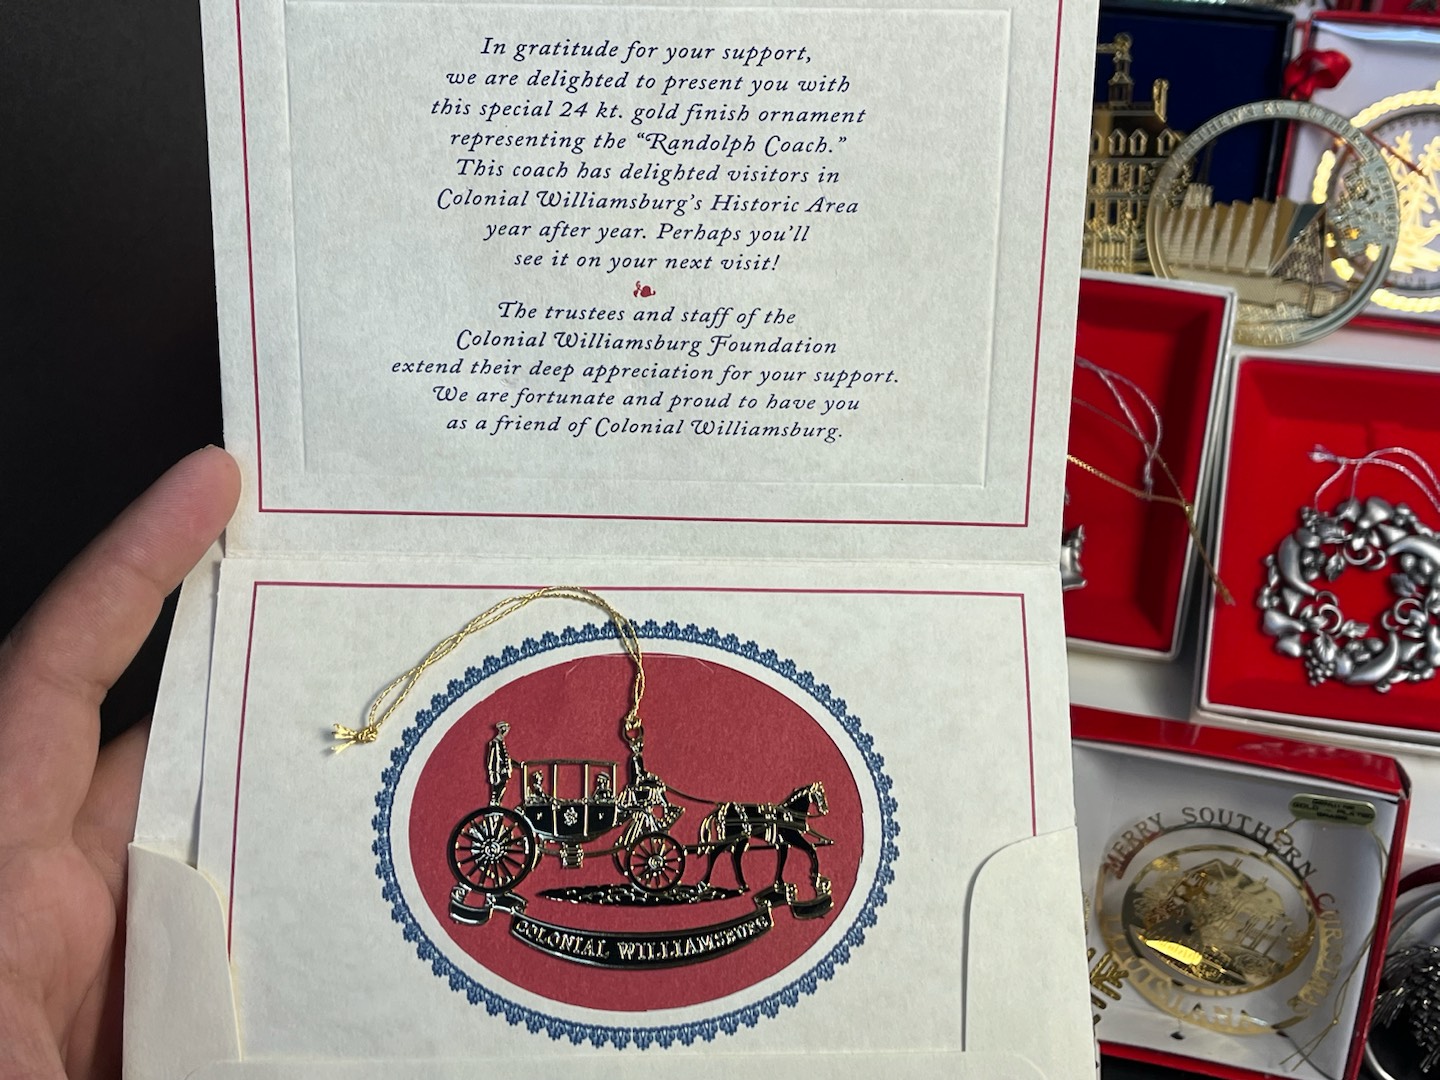 In gratitude for your support,
we are delighted to present you with
this special 24 kt. gold finish ornament
representing the “Randolph Coach.”
This coach has delighted visitors in
Colonial Williamsburg’s Historic Area
year after year. Perhaps you’ll
see it on your next visit!
The trustees and staff of the
Colonial Williamsburg Foundation
extend their deep appreciation for your support.
We are fortunate and proud to have you
as a friend of Colonial Williamsburg.
COLONIAL WILLIAMSBURG
MERRY SOUTHERN CHRISTMAS
LOUISIANA